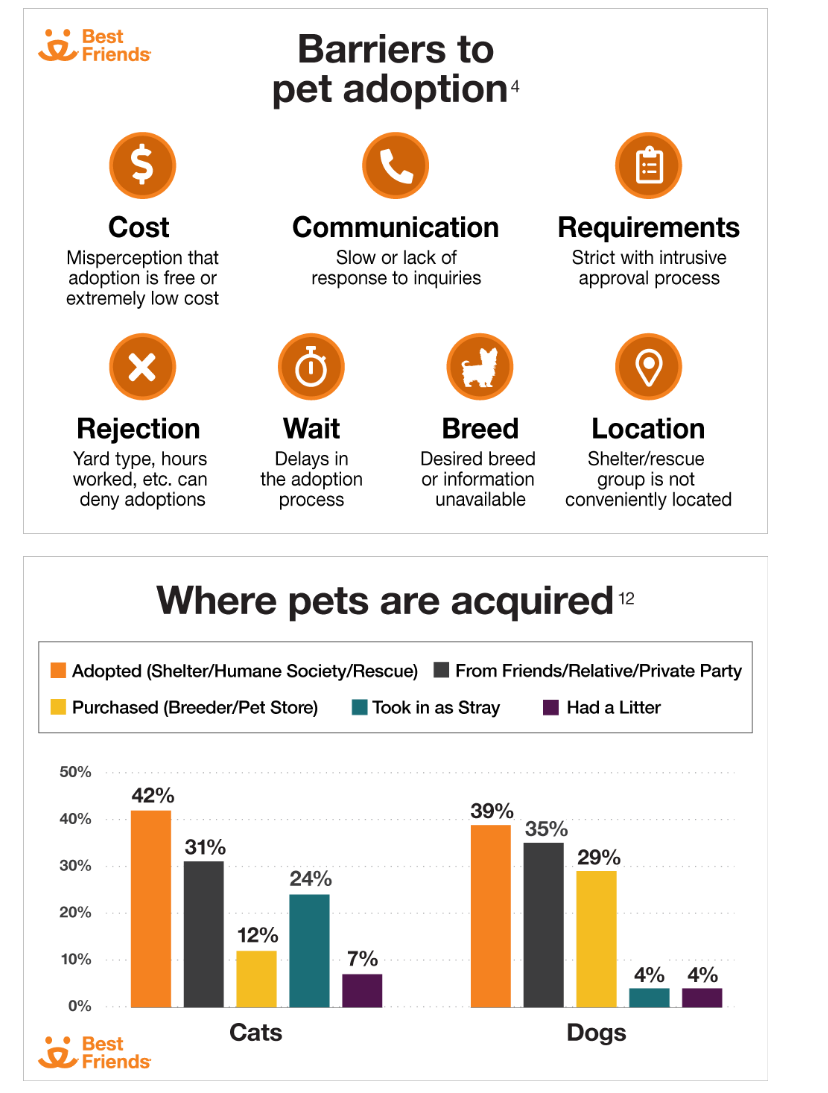 Best
Friends
Barriers to
pet adoption4
Cost
Misperception that
adoption is free or
extremely low cost
Communication
Slow or lack of
response to inquiries
Requirements
Strict with intrusive
approval process
Rejection
Yard type, hours
worked, etc. can
deny adoptions
Wait
Delays in
the adoption
process
Breed
Desired breed
or information
unavailable
Location
Shelter/rescue
group is not
conveniently located
Where pets are acquired12
Adopted (Shelter/Humane Society/Rescue)
From Friends/Relative/Private Party
Purchased (Breeder/Pet Store)
Took in as Stray
Had a Litter
50%
40%
30%
20%
10%
0%
42%
31%
12%
24%
7%
Cats
39%
35%
29%
4%
4%
Dogs
Best
Friends